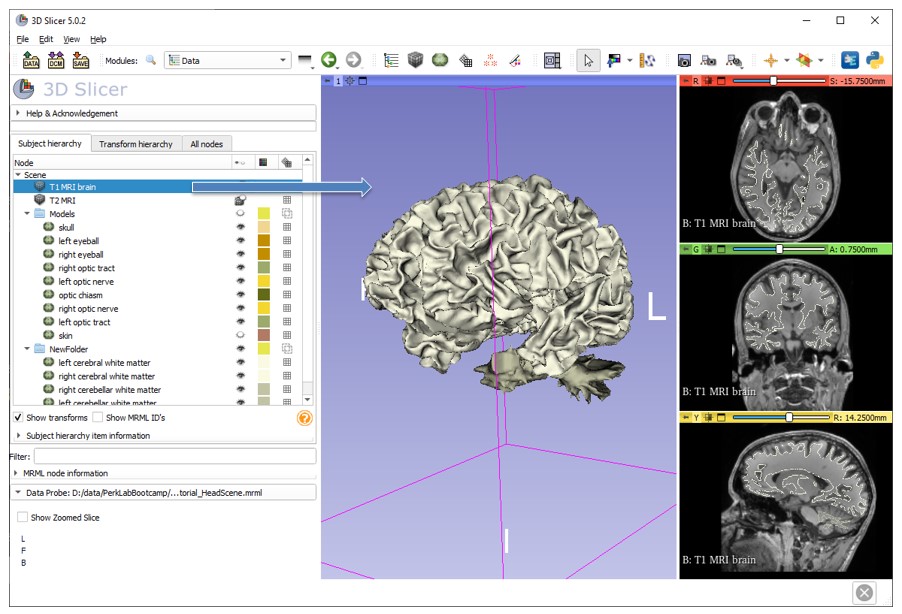 3D Slicer 5.0.2
File Edit View Help
DATA DCM SAVE Modules: Data
3D Slicer
Help & Acknowledgement
Subject hierarchy Transform hierarchy All nodes
Node
Scene
T1 MRI brain
T2 MRI
Models
skull
left eyeball
right eyeball
right optic tract
left optic nerve
optic chiasm
right optic nerve
left optic tract
skin
NewFolder
left cerebral white matter
right cerebral white matter
right cerebellar white matter
left cerebellar white matter
Show transforms Show MRML ID's ?
Subject hierarchy item information
Filter:
MRML node information
Data Probe: D:/data/PerkLabBootcamp/...torial_HeadScene.mrml
Show Zoomed Slice
L
F
B
1
L
I
R S: -15.7500mm
B: T1 MRI brain
G A: 0.7500mm
B: T1 MRI brain
Y R: 14.2500mm
B: T1 MRI brain